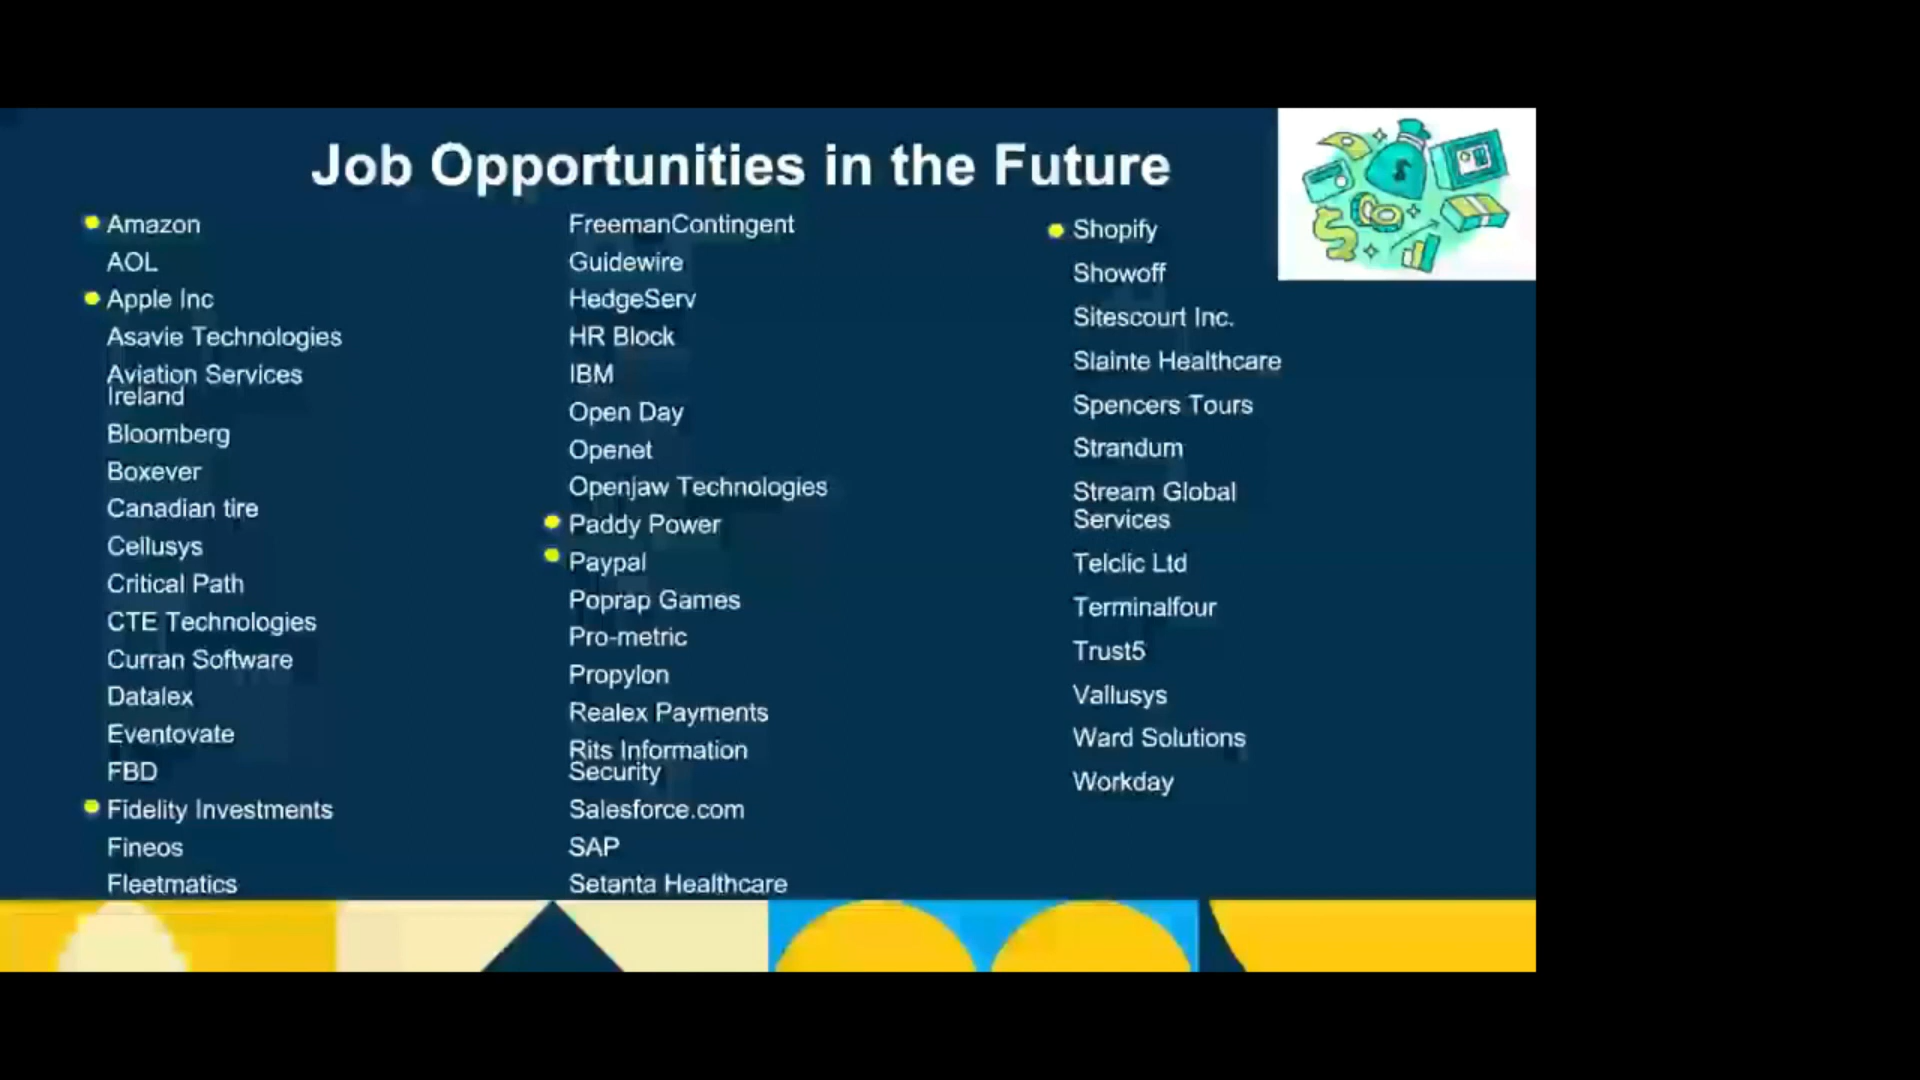 Job Opportunities in the Future
Amazon
AOL
Apple Inc
Asavie Technologies
Aviation Services
Ireland
Bloomberg
Boxever
Canadian tire
Cellusys
Critical Path
CTE Technologies
Curran Software
Datalex
Eventovate
FBD
Fidelity Investments
Fineos
Fleetmatics
FreemanContingent
Guidewire
HedgeServ
HR Block
IBM
Open Day
Openet
Openjaw Technologies
Paddy Power
Paypal
Poprap Games
Pro-metric
Propylon
Realex Payments
Rits Information
Security
Salesforce.com
SAP
Setanta Healthcare
Shopify
Showoff
Sitescourt Inc.
Slainte Healthcare
Spencers Tours
Strandum
Stream Global
Services
Telclic Ltd
Terminalfour
Trust5
Vallusys
Ward Solutions
Workday